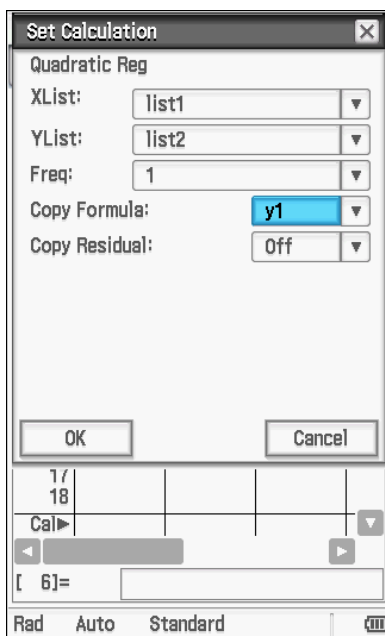 Set Calculation
Quadratic Reg
XList: list1
YList: list2
Freq: 1
Copy Formula: y1
Copy Residual: Off
OK Cancel
17
18
Cal▶
[ 6]=
Rad Auto Standard